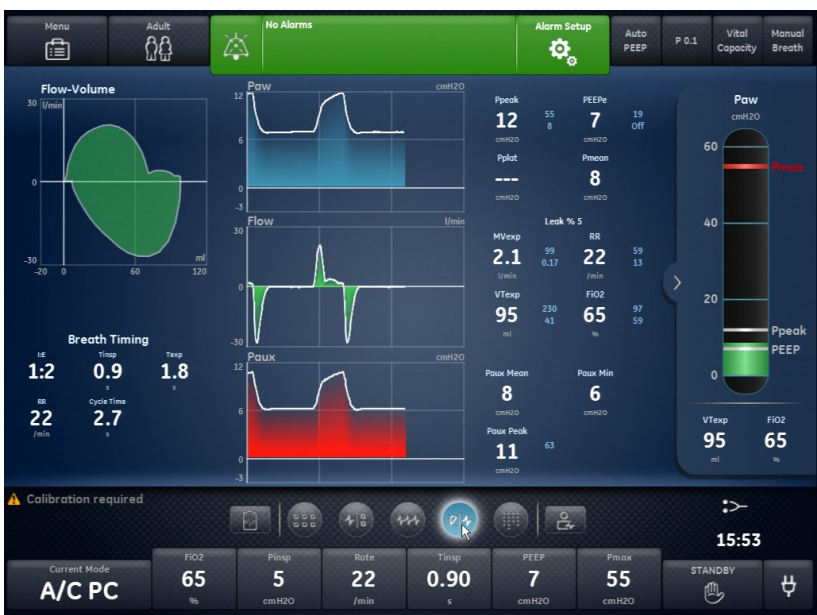 Menu
Adult
No Alarms
Alarm Setup
Auto
PEEP
P 0.1
Vital
Capacity
Manual
Breath
Flow-Volume
30
l/min
0
-30
ml
-20
0
60
120
Breath Timing
I:E
1:2
Tinsp
0.9
s
Texp
1.8
s
RR
22
/min
Cycle Time
2.7
s
Paw
cmH2O
12
6
0
-3
Flow
l/min
30
0
-30
Paux
cmH2O
12
6
0
-3
Ppeak
12
55
8
cmH2O
PEEPe
7
19
Off
cmH2O
Pplat
---
cmH2O
Pmean
8
cmH2O
Leak % 5
MVexp
2.1
99
0.17
l/min
RR
22
59
13
/min
VTexp
95
230
41
ml
FiO2
65
97
59
%
Paux Mean
8
cmH2O
Paux Min
6
cmH2O
Paux Peak
11
63
cmH2O
Paw
cmH2O
60
Pmax
40
20
Ppeak
PEEP
0
VTexp
95
ml
FiO2
65
%
Calibration required
15:53
Current Mode
A/C PC
FiO2
65
%
Pinsp
5
cmH2O
Rate
22
/min
Tinsp
0.90
s
PEEP
7
cmH2O
Pmax
55
cmH2O
STANDBY